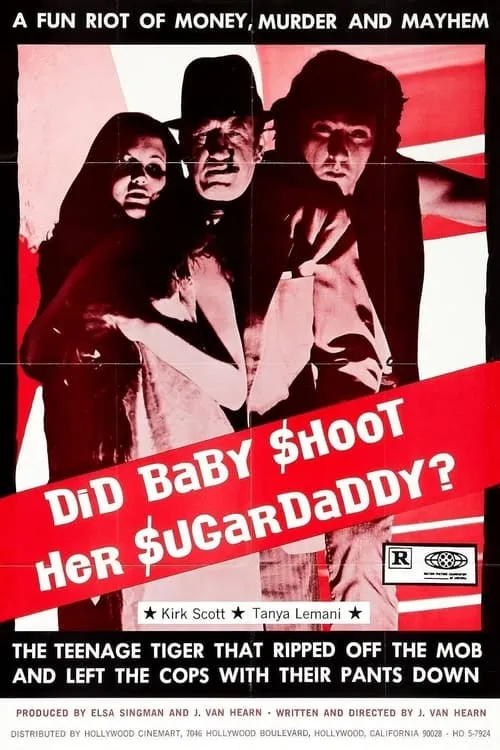 A FUN RIOT OF MONEY, MURDER AND MAYHEM
DiD BaBY $HOOT
HeR $UGaRDaDDY?
R
★ Kirk Scott ★ Tanya Lemani ★
THE TEENAGE TIGER THAT RIPPED OFF THE MOB
AND LEFT THE COPS WITH THEIR PANTS DOWN
PRODUCED BY ELSA SINGMAN AND J. VAN HEARN - WRITTEN AND DIRECTED BY J. VAN HEARN
DISTRIBUTED BY HOLLYWOOD CINEMART, 7046 HOLLYWOOD BOULEVARD, HOLLYWOOD, CALIFORNIA 90028 - HO 5-7924